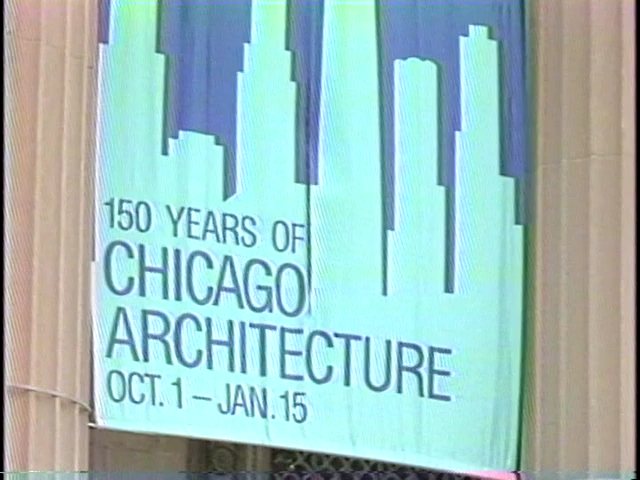 150 YEARS OF
CHICAGO
ARCHITECTURE
OCT. 1 – JAN. 15